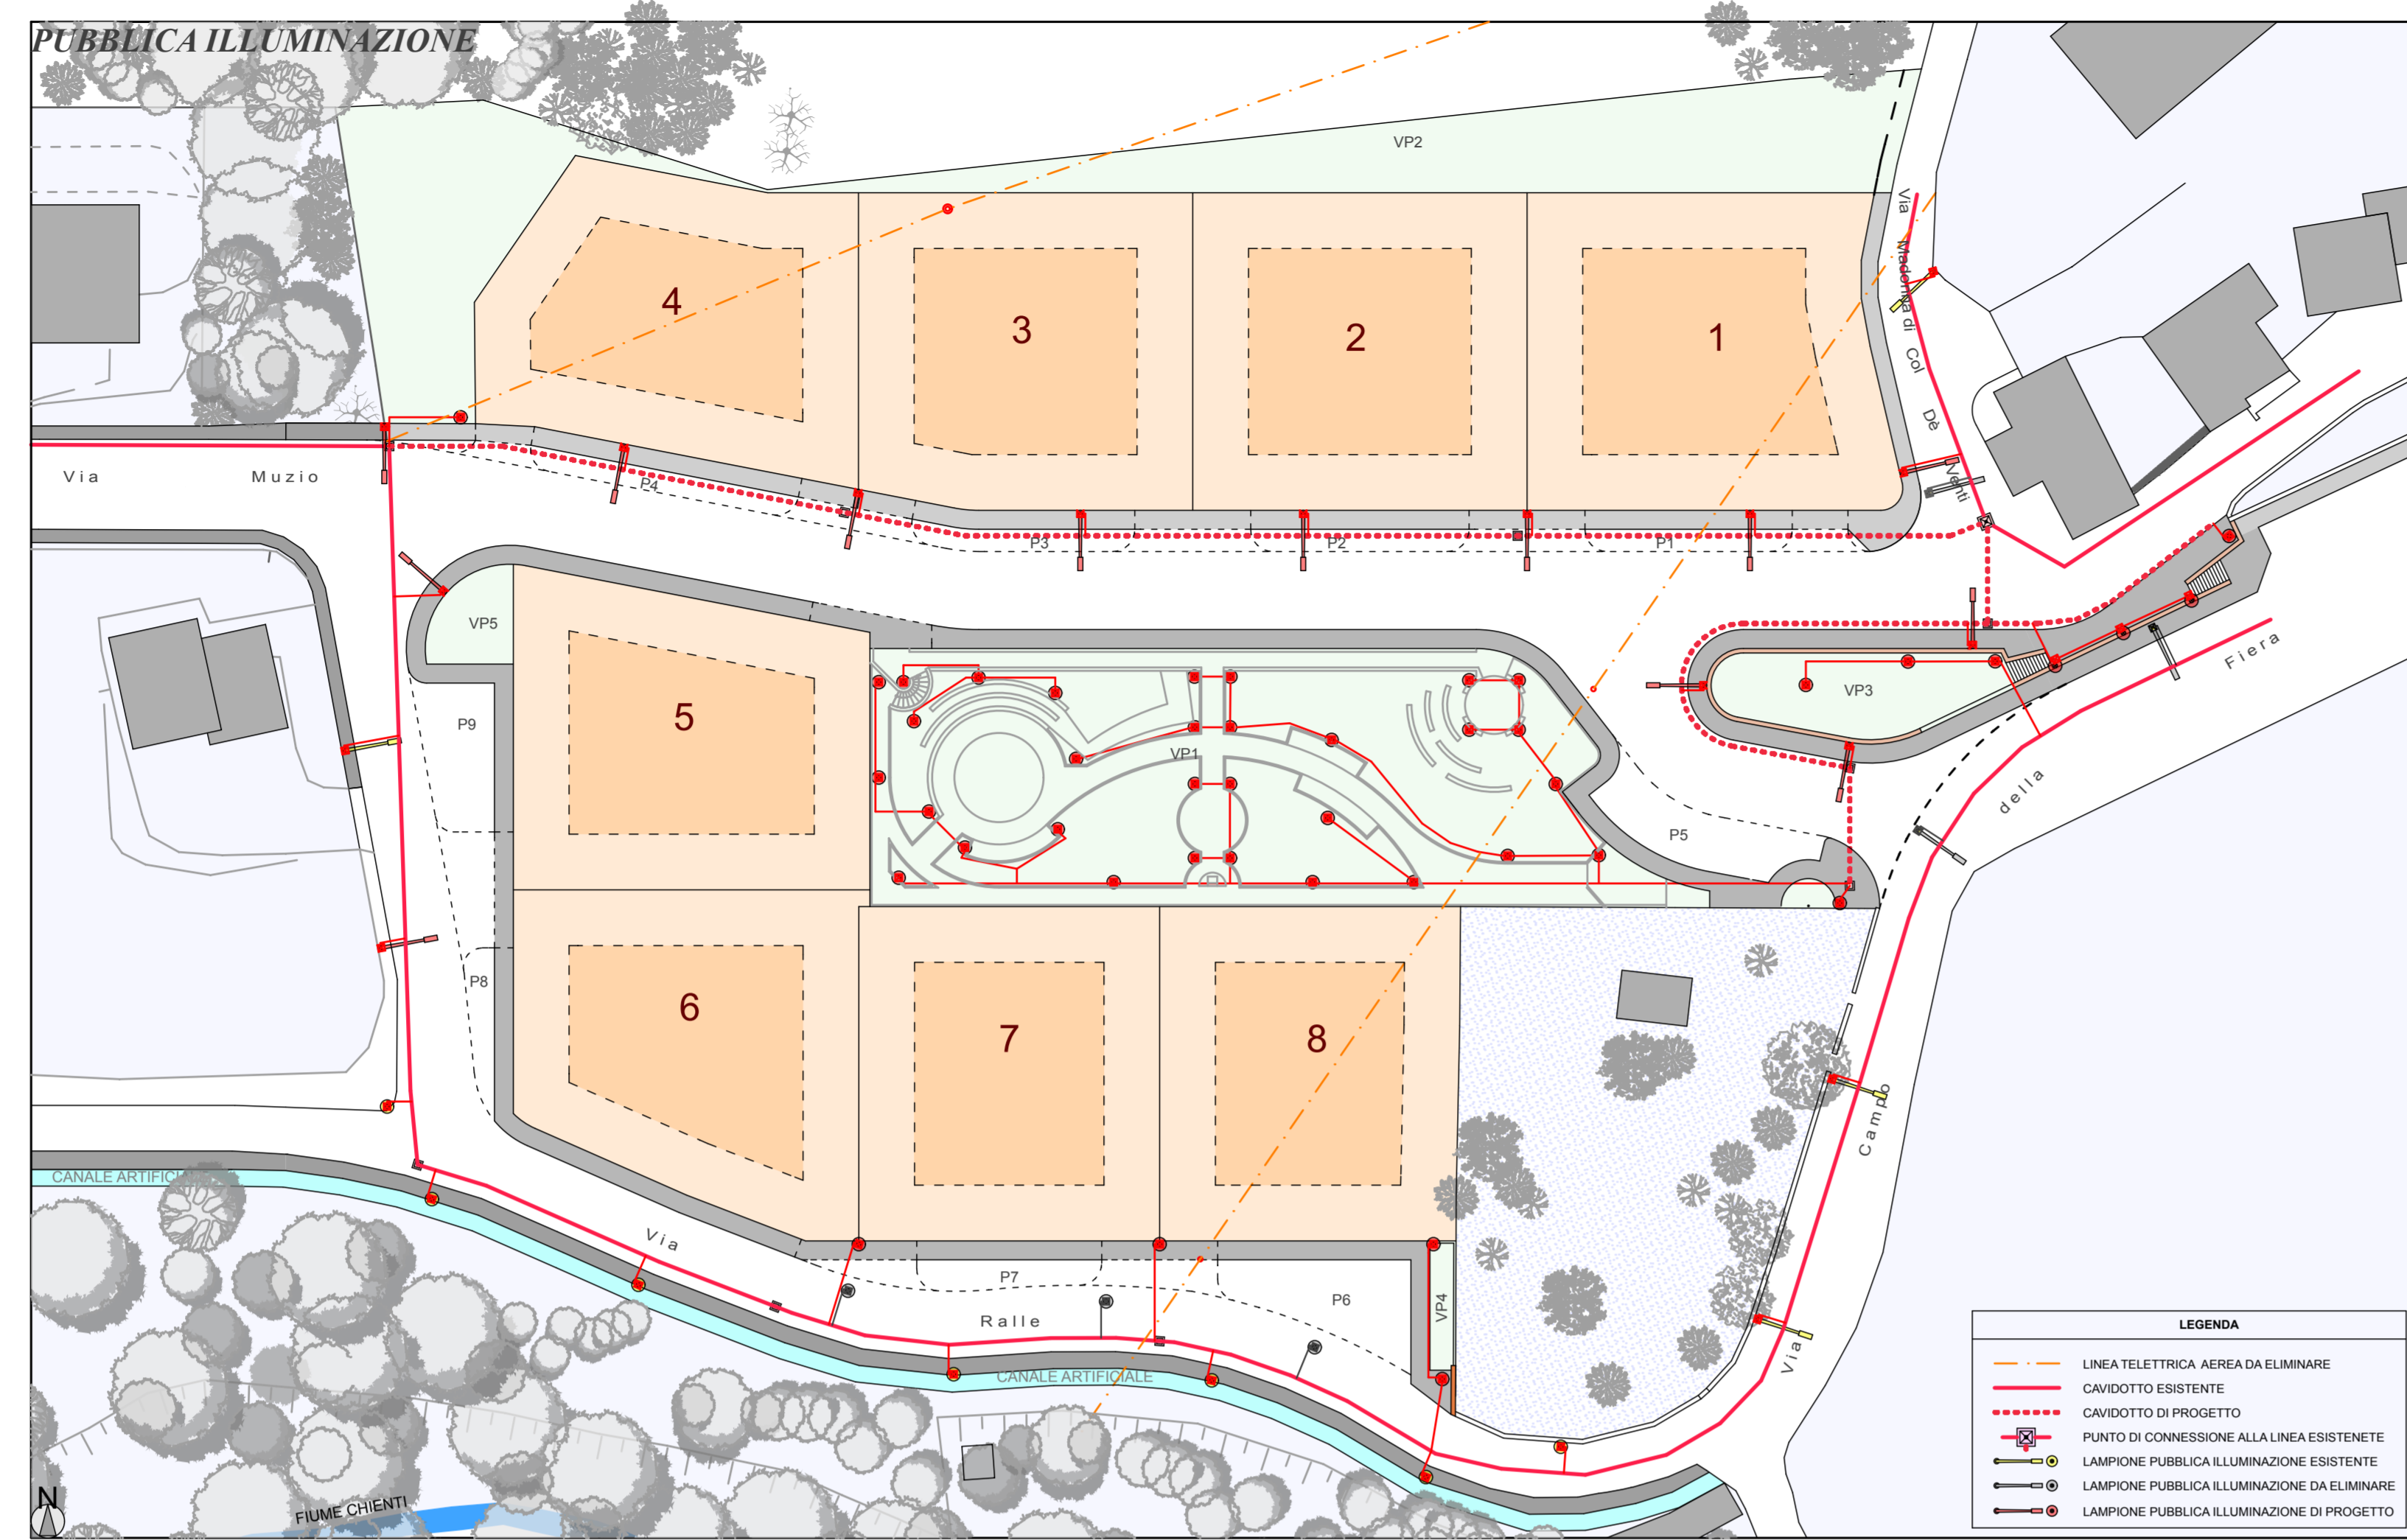 PUBBLICA ILLUMINAZIONE
VP2
4
3
2
1
Via Madonna di Col Dè Venti
Via Muzio
P4
P3
P2
P1
VP5
P9
5
VP1
VP3
Via Campo della Fiera
P5
P8
6
7
8
CANALE ARTIFICI
Via Ralle
P7
P6
VP4
CANALE ARTIFICIALE
FIUME CHIENTI
N
LEGENDA
LINEA TELETTRICA AEREA DA ELIMINARE
CAVIDOTTO ESISTENTE
CAVIDOTTO DI PROGETTO
PUNTO DI CONNESSIONE ALLA LINEA ESISTENETE
LAMPIONE PUBBLICA ILLUMINAZIONE ESISTENTE
LAMPIONE PUBBLICA ILLUMINAZIONE DA ELIMINARE
LAMPIONE PUBBLICA ILLUMINAZIONE DI PROGETTO